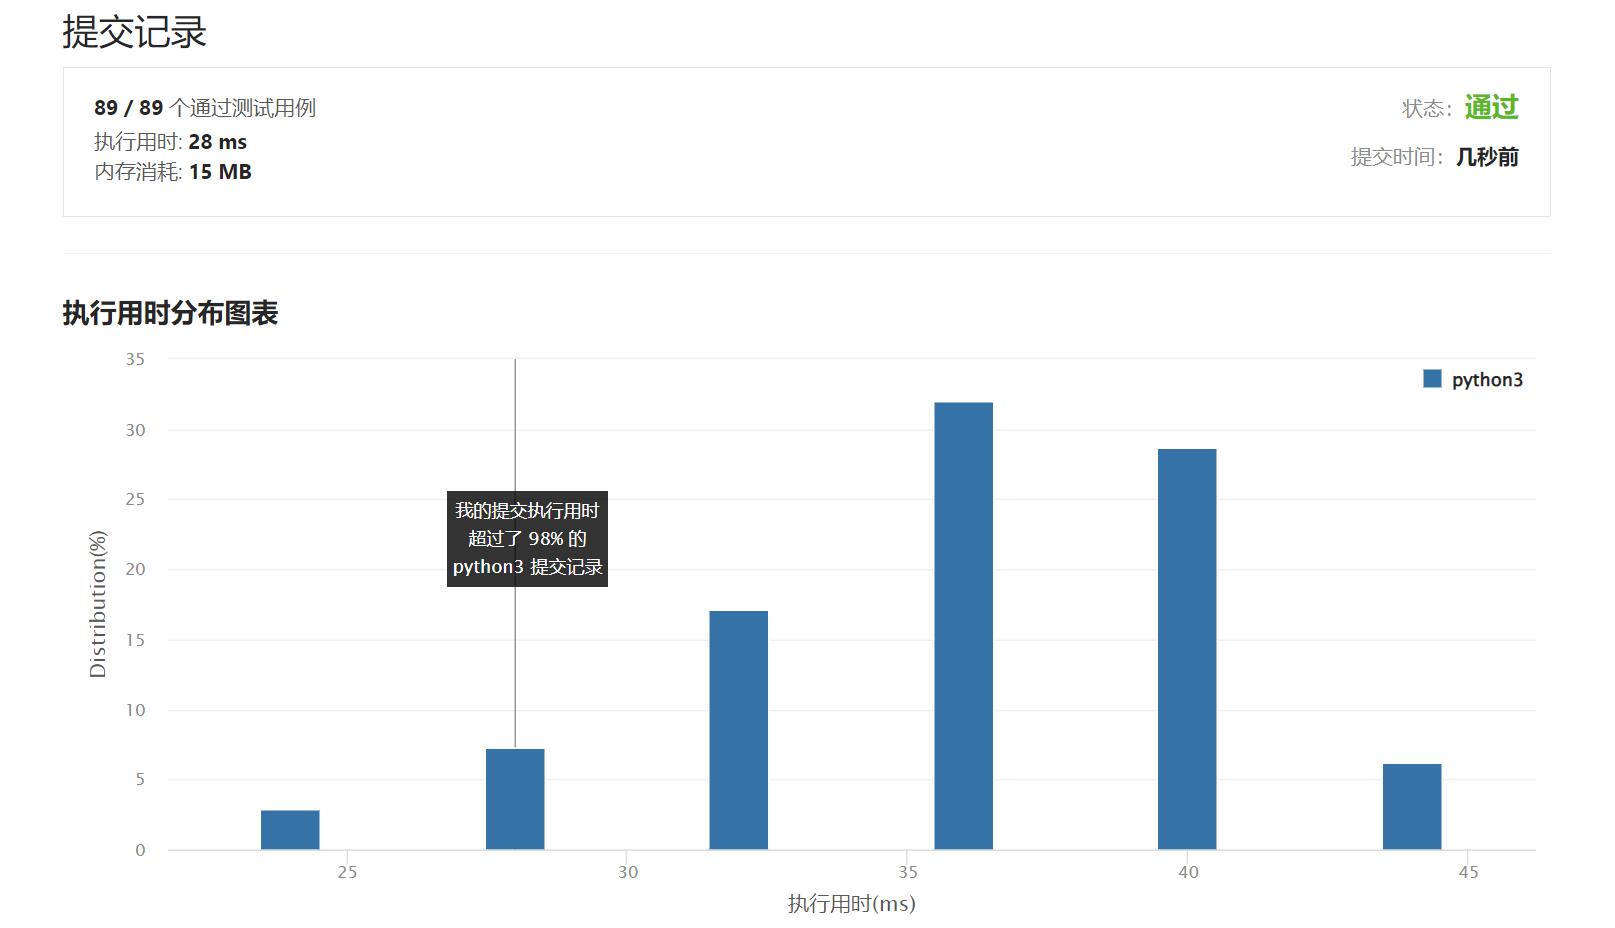 提交记录
89 / 89 个通过测试用例
状态：通过
执行用时: 28 ms
提交时间：几秒前
内存消耗: 15 MB
执行用时分布图表
35
python3
30
25
我的提交执行用时
超过了 98% 的
python3 提交记录
20
15
10
5
0
Distribution(%)
25 30 35 40 45
执行用时(ms)